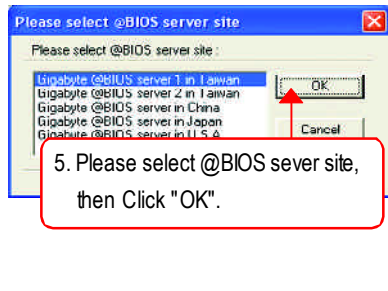 Please select @BIOS server site
Please select @BIOS server site :
Gigabyte @BIOS server 1 in Taiwan
Gigabyte @BIOS server 2 in Taiwan
Gigabyte @BIOS server in China
Gigabyte @BIOS server in Japan
Gigabyte @BIOS server in U.S.A.
OK
Cancel
5. Please select @BIOS sever site,
then Click "OK".